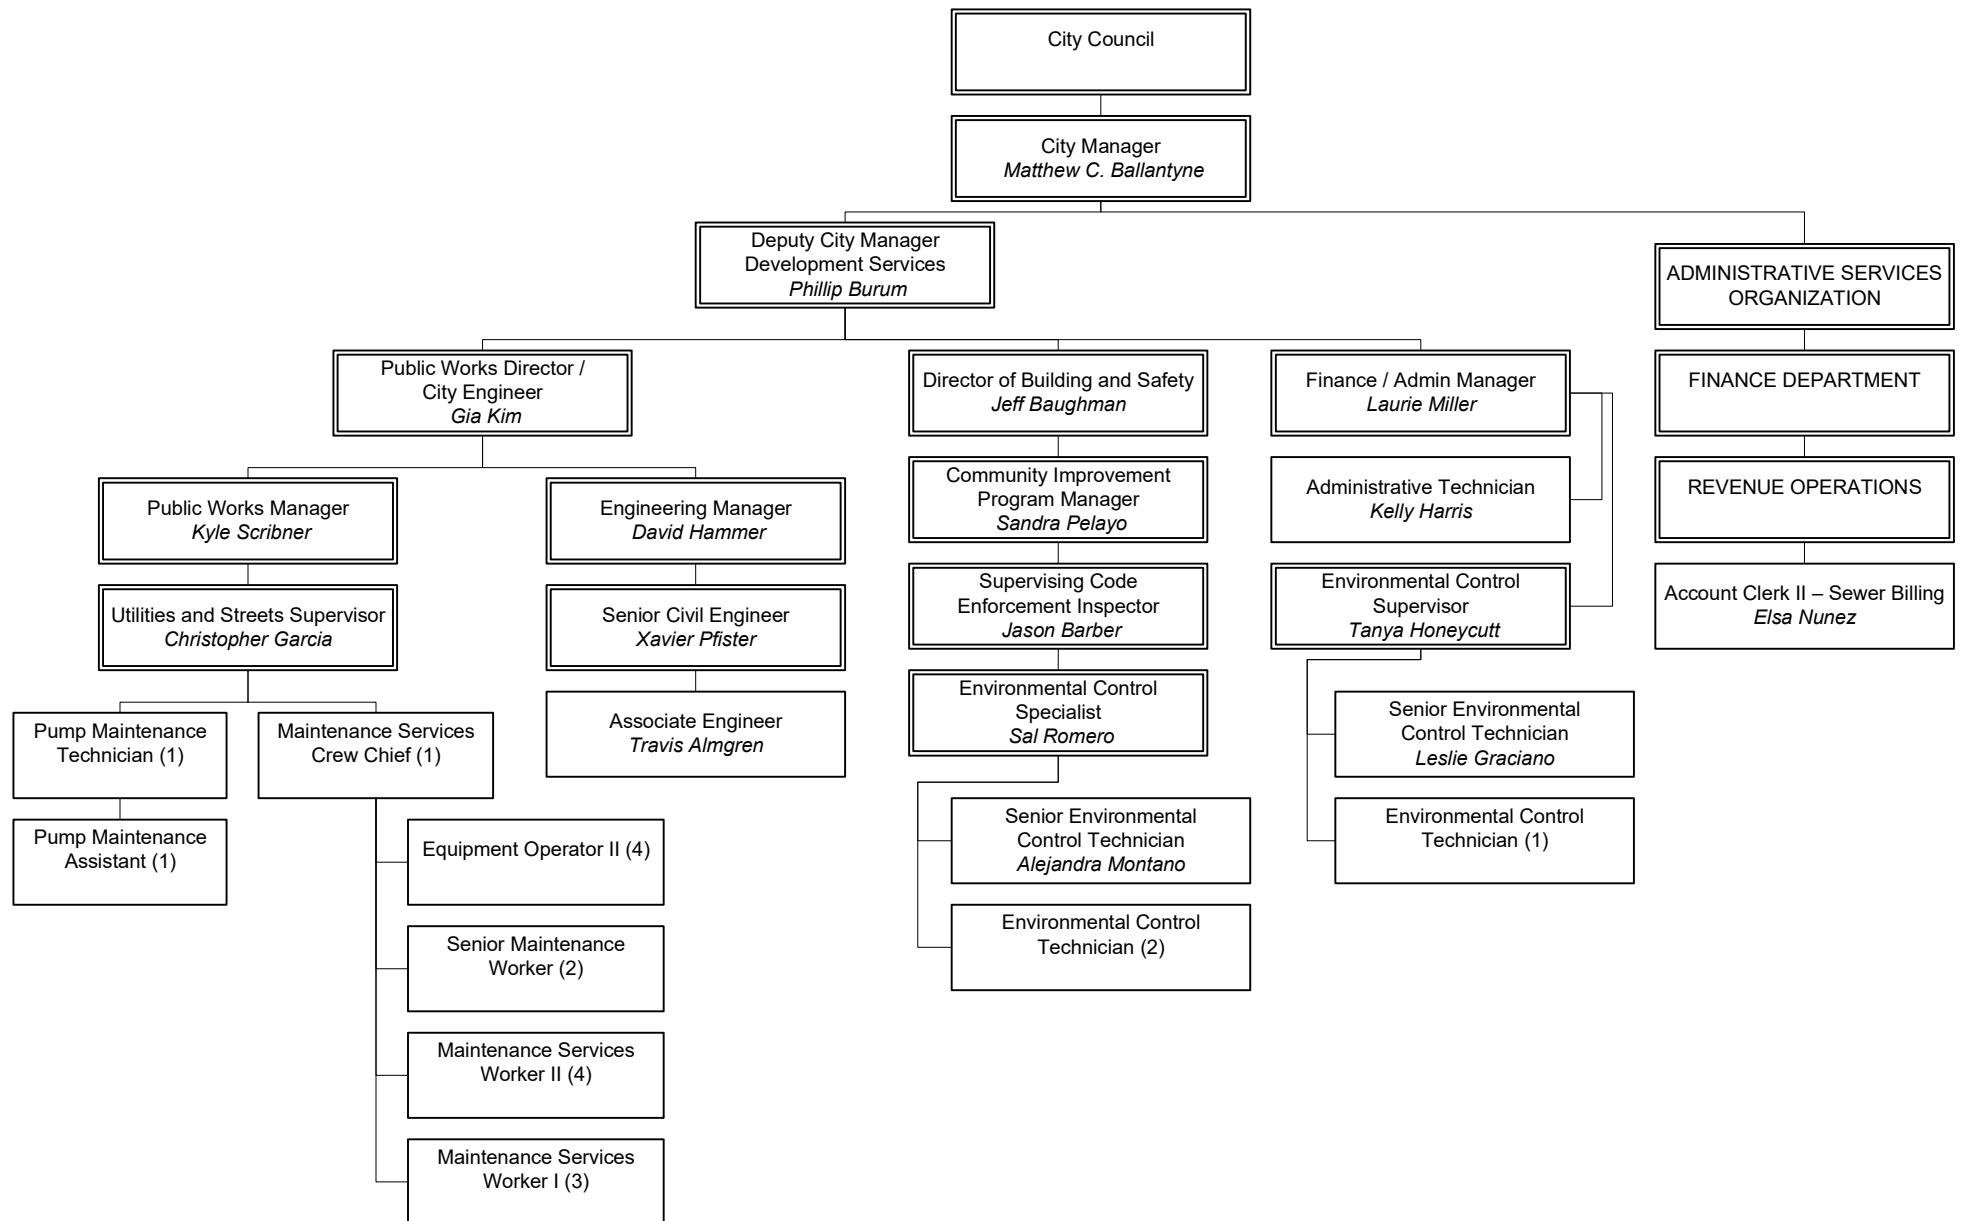 City Council
City Manager
Matthew C. Ballantyne
Deputy City Manager
Development Services
Phillip Burum
ADMINISTRATIVE SERVICES
ORGANIZATION
Public Works Director /
City Engineer
Gia Kim
Director of Building and Safety
Jeff Baughman
Finance / Admin Manager
Laurie Miller
FINANCE DEPARTMENT
Public Works Manager
Kyle Scribner
Engineering Manager
David Hammer
Community Improvement
Program Manager
Sandra Pelayo
Administrative Technician
Kelly Harris
REVENUE OPERATIONS
Utilities and Streets Supervisor
Christopher Garcia
Senior Civil Engineer
Xavier Pfister
Supervising Code
Enforcement Inspector
Jason Barber
Environmental Control
Supervisor
Tanya Honeycutt
Account Clerk II – Sewer Billing
Elsa Nunez
Pump Maintenance
Technician (1)
Maintenance Services
Crew Chief (1)
Associate Engineer
Travis Almgren
Environmental Control
Specialist
Sal Romero
Senior Environmental
Control Technician
Leslie Graciano
Pump Maintenance
Assistant (1)
Equipment Operator II (4)
Senior Environmental
Control Technician
Alejandra Montano
Environmental Control
Technician (1)
Senior Maintenance
Worker (2)
Environmental Control
Technician (2)
Maintenance Services
Worker II (4)
Maintenance Services
Worker I (3)